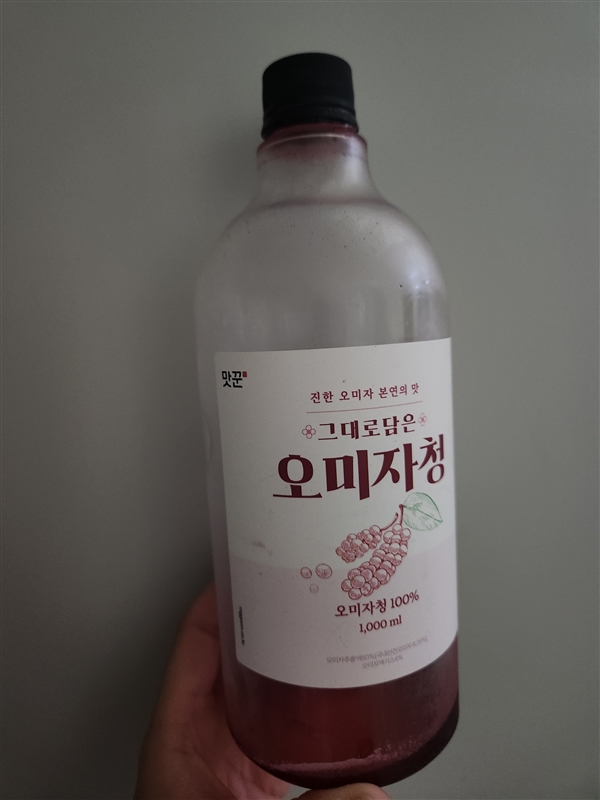 맛꾼
진한 오미자 본연의 맛
그대로담은
오미자청
오미자청 100%
1,000 ml